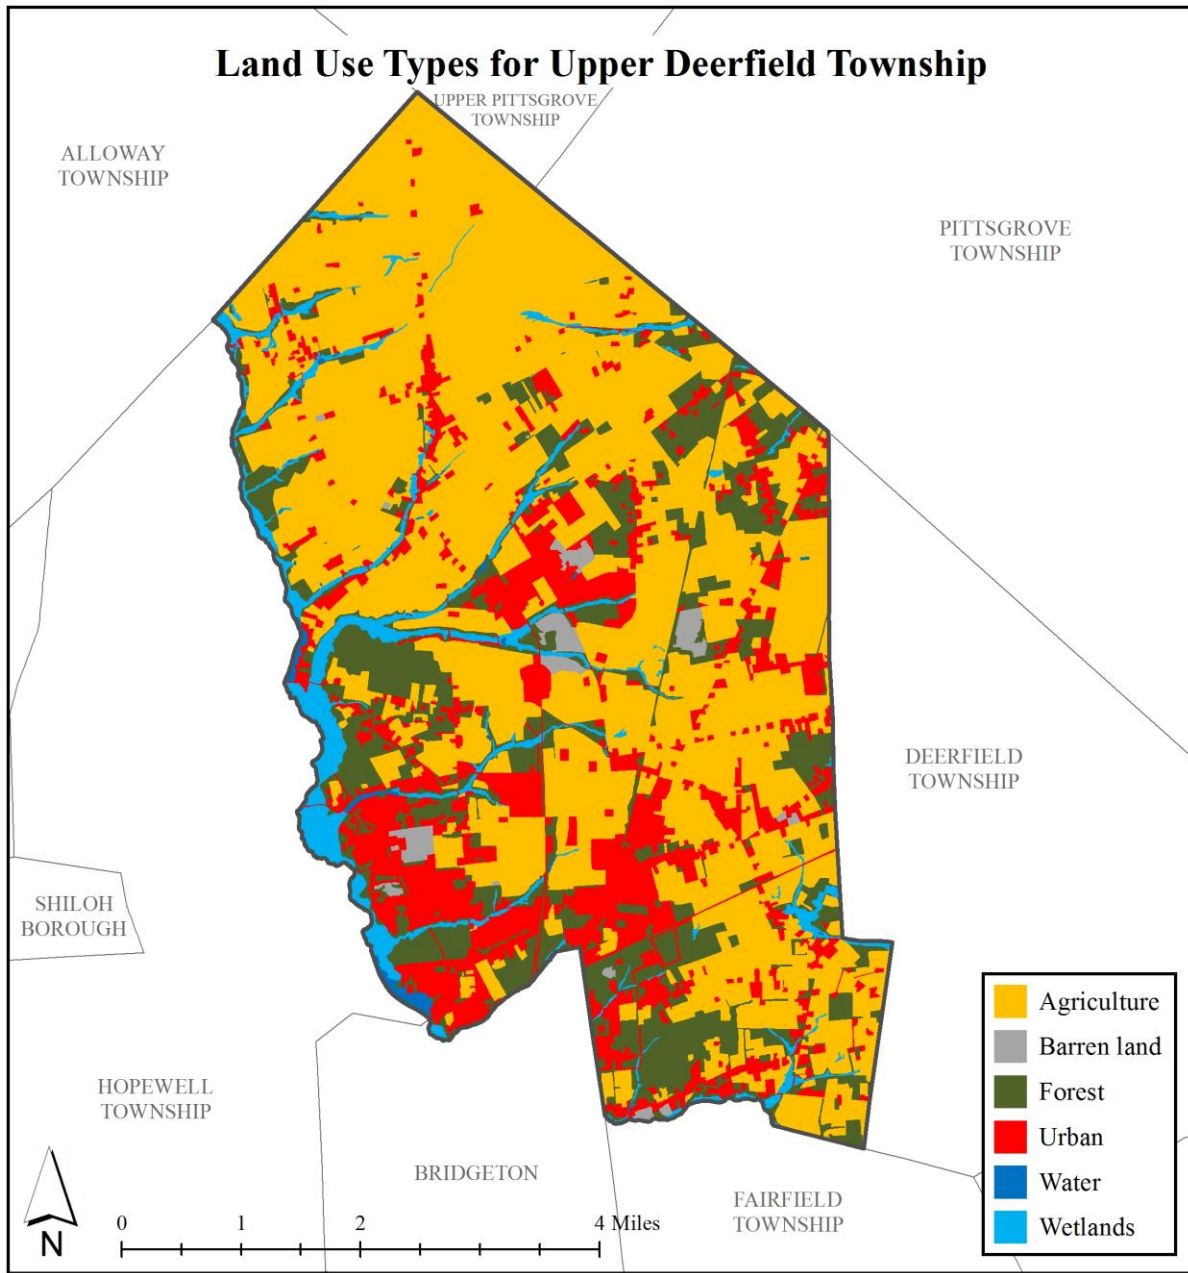 Land Use Types for Upper Deerfield Township
UPPER PITTSGROVE
TOWNSHIP
ALLOWAY
TOWNSHIP
PITTSGROVE
TOWNSHIP
DEERFIELD
TOWNSHIP
SHILOH
BOROUGH
HOPEWELL
TOWNSHIP
BRIDGETON
FAIRFIELD
TOWNSHIP
Agriculture
Barren land
Forest
Urban
Water
Wetlands
N
0 1 2 4 Miles